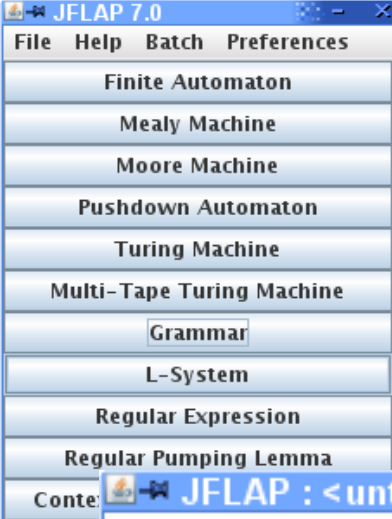 JFLAP 7.0
File Help Batch Preferences
Finite Automaton
Mealy Machine
Moore Machine
Pushdown Automaton
Turing Machine
Multi-Tape Turing Machine
Grammar
L-System
Regular Expression
Regular Pumping Lemma
JFLAP : <unt